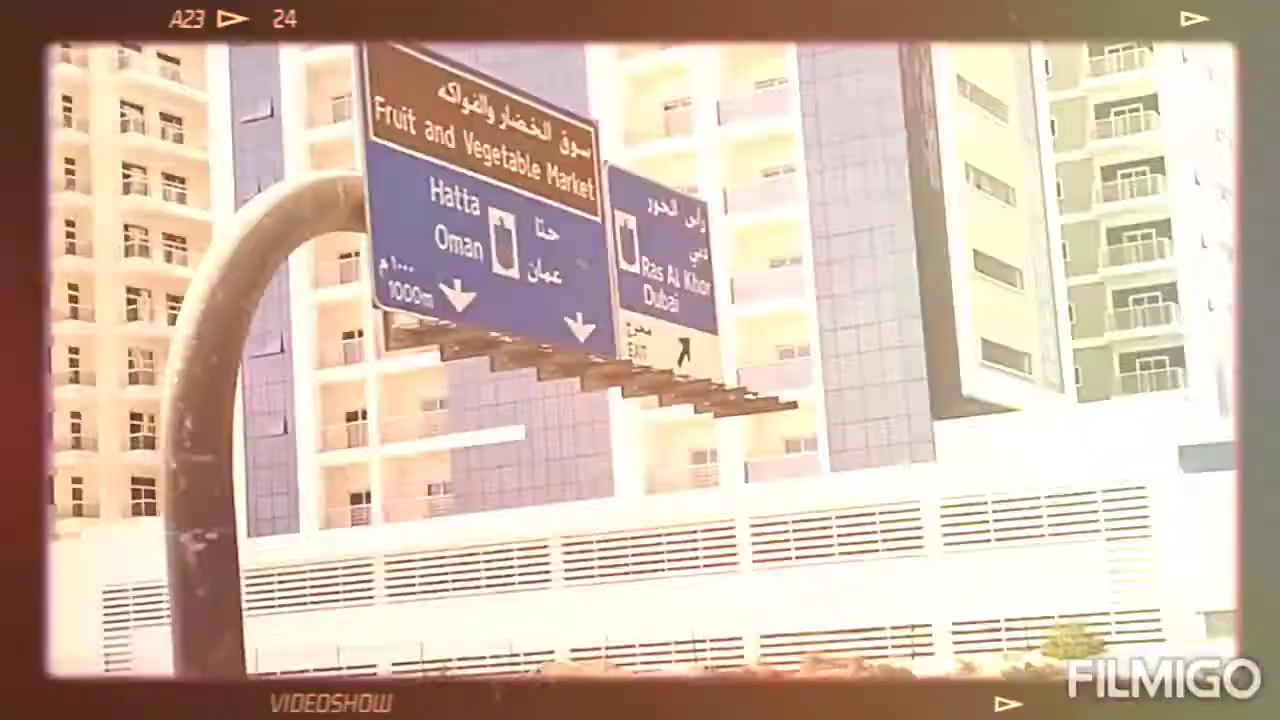 A23 24
سوق الخضار والفواكه
Fruit and Vegetable Market
Hatta
حتا
Oman
عمان
١٠٠٠ م
1000m
راس الخور
دبي
Ras Al Khor
Dubai
مخرج
EXIT
VIDEOSHOW
FILMIGO